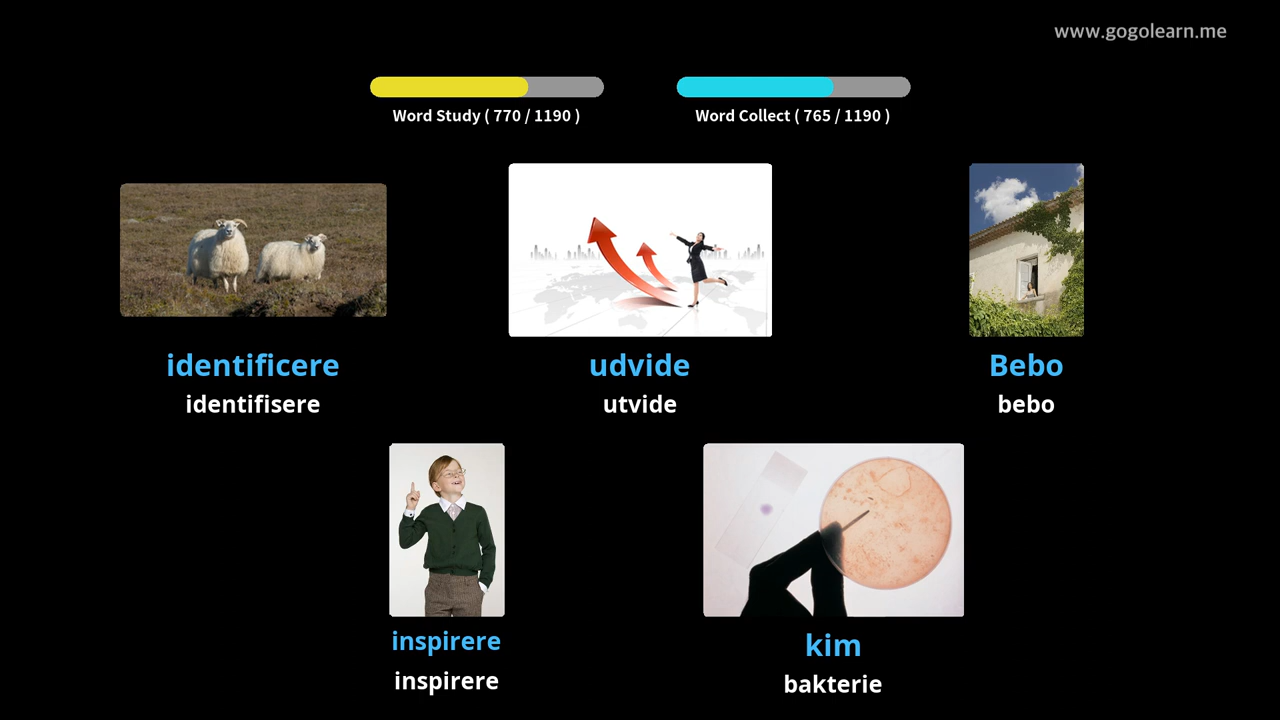 www.gogolearn.me
Word Study ( 770 / 1190 )
Word Collect ( 765 / 1190 )
identificere
identifisere
udvide
utvide
Bebo
bebo
inspirere
inspirere
kim
bakterie